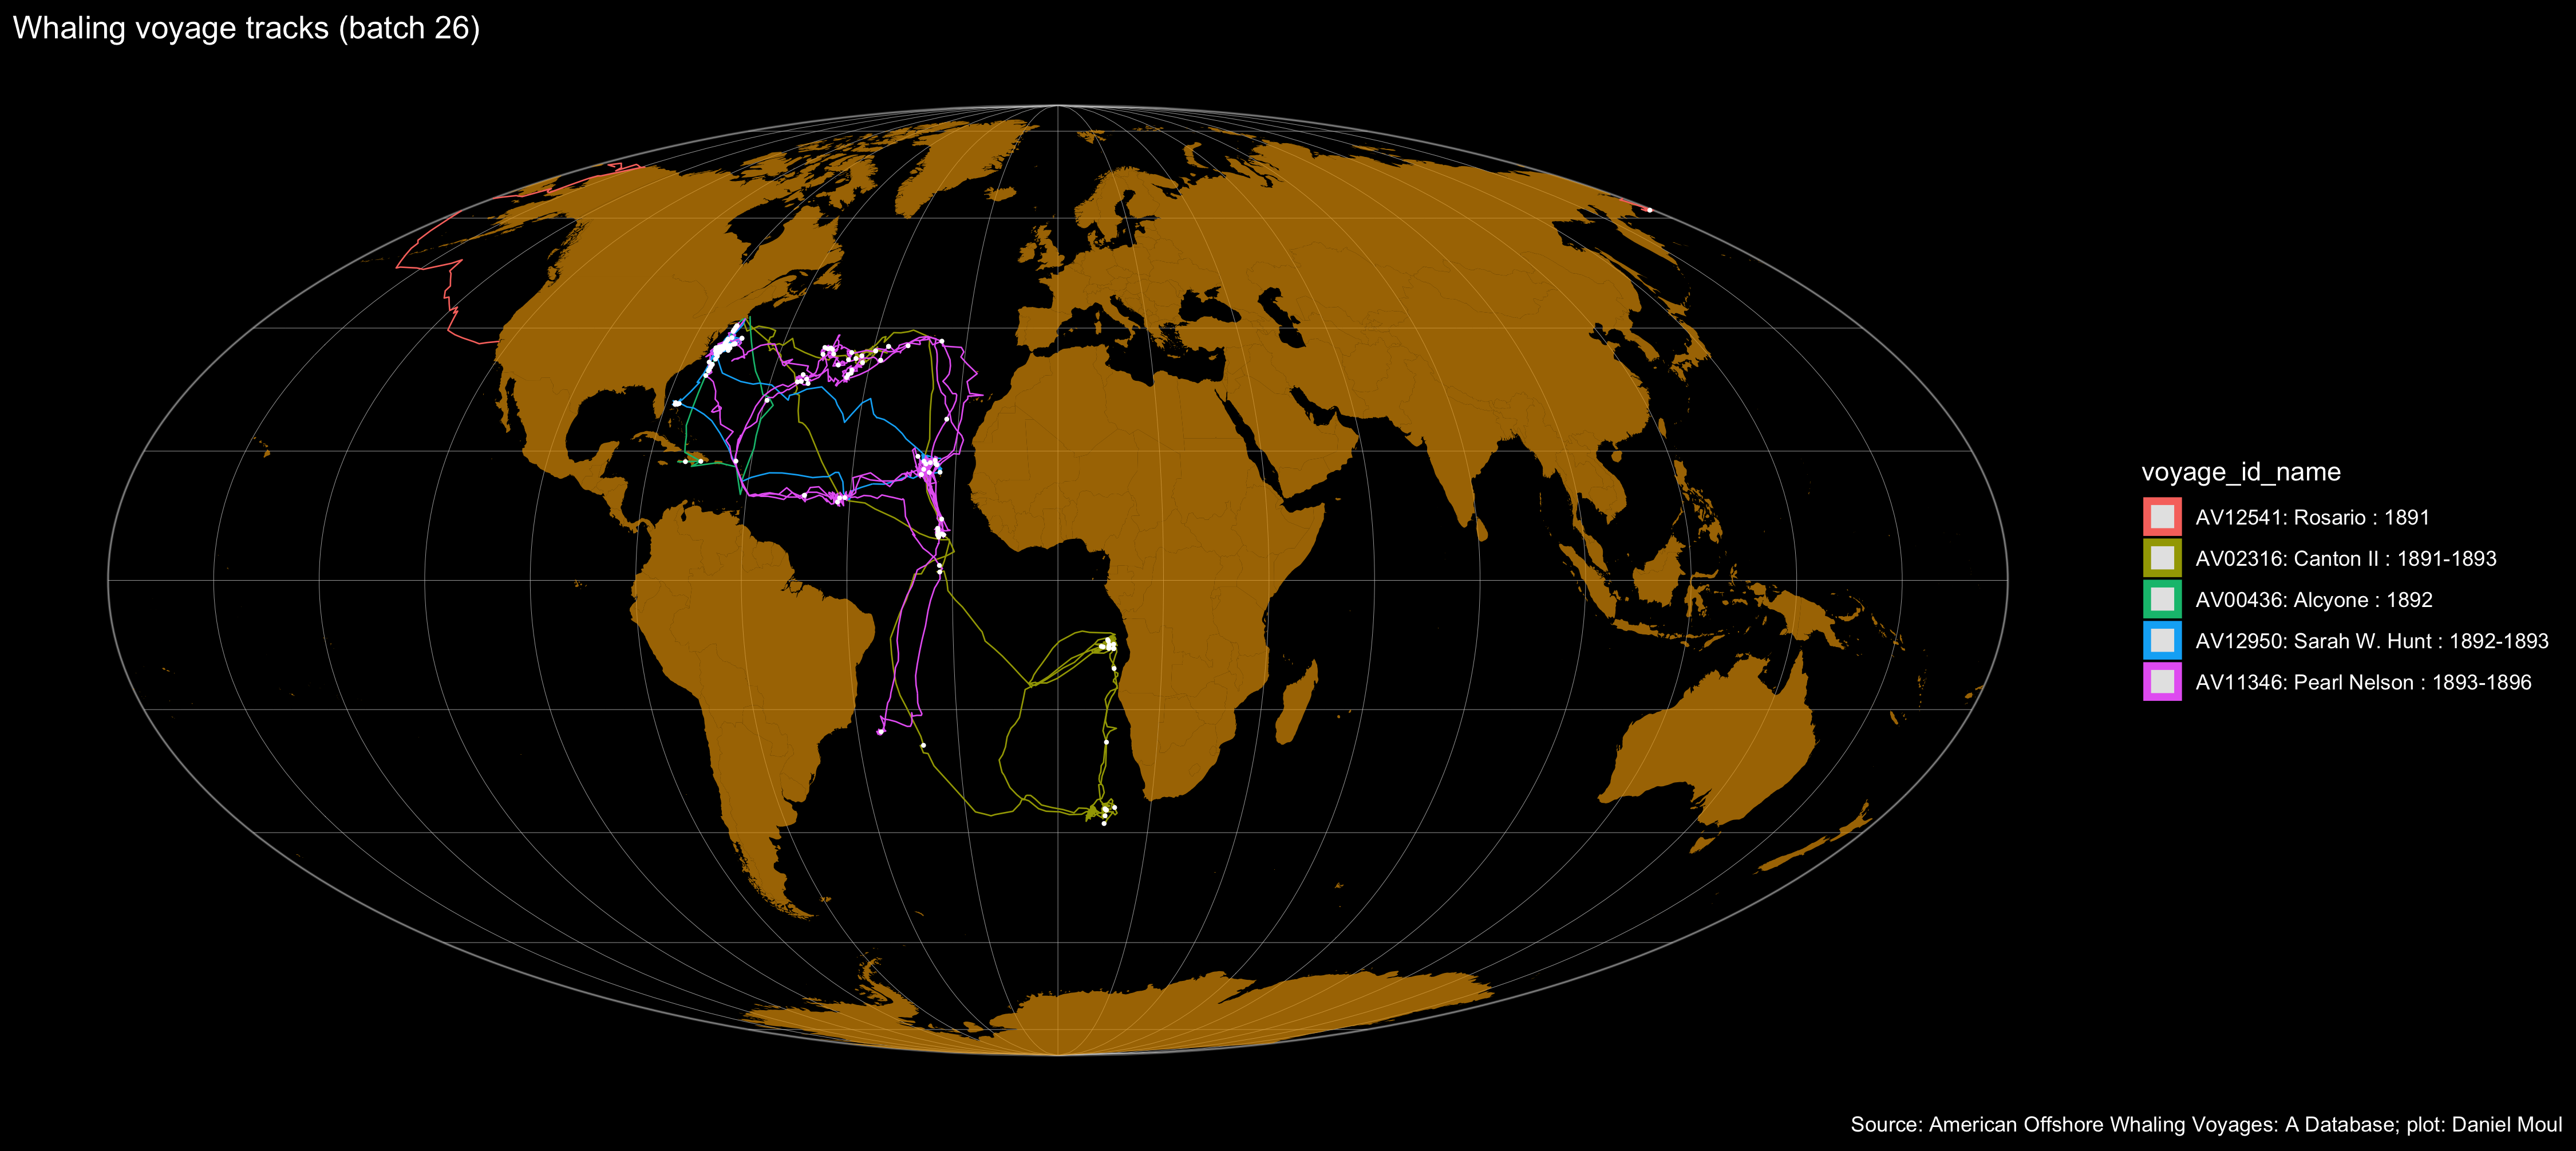 Whaling voyage tracks (batch 26)
voyage_id_name
AV12541: Rosario : 1891
AV02316: Canton II : 1891-1893
AV00436: Alcyone : 1892
AV12950: Sarah W. Hunt : 1892-1893
AV11346: Pearl Nelson : 1893-1896
Source: American Offshore Whaling Voyages: A Database; plot: Daniel Moul